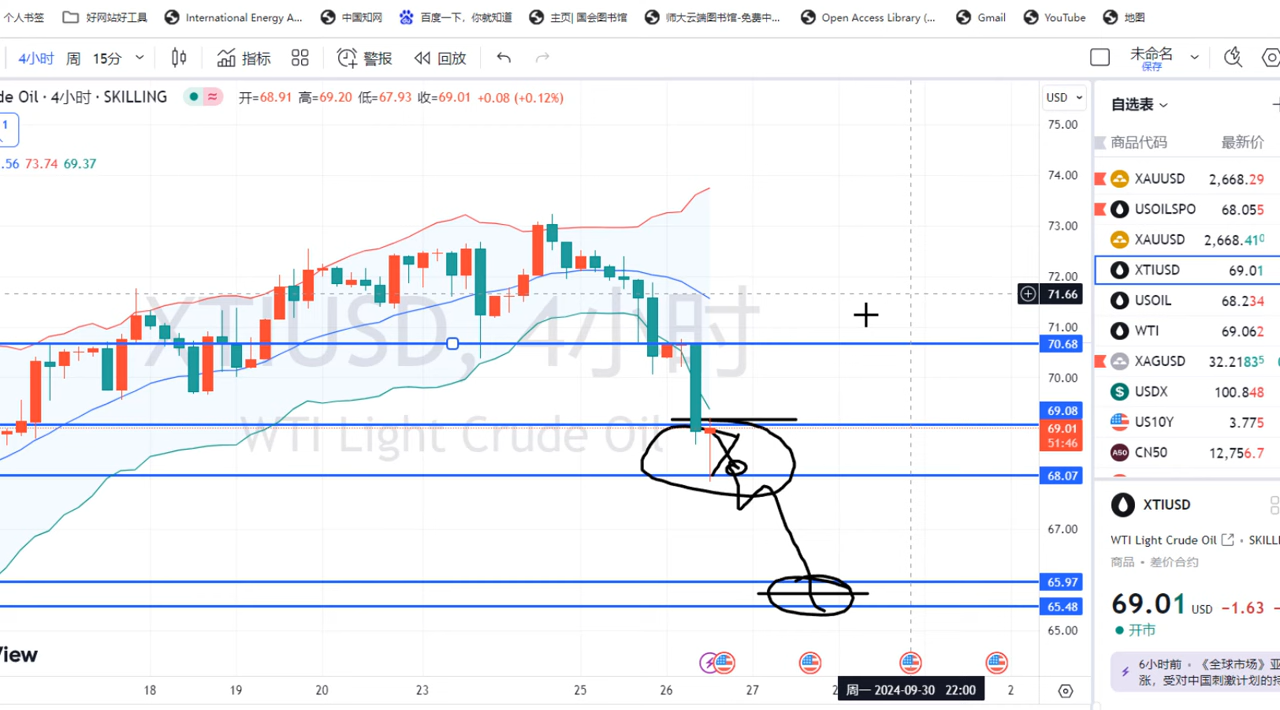 个人书签 好网站好工具 International Energy A... 中国知网 百度一下，你就知道 主页| 国会图书馆 师大云端图书馆-免费中... Open Access Library (... Gmail YouTube 地图
4小时 周 15分 指标 警报 回放 未命名
保存
de Oil · 4小时 · SKILLING 开=68.91 高=69.20 低=67.93 收=69.01 +0.08 (+0.12%)
1
.56 73.74 69.37
XTIUSD, 4小时
WTI Light Crude Oil
USD
75.00
74.00
73.00
72.00
71.66
71.00
70.68
70.00
69.08
69.01
51:46
68.07
67.00
65.97
65.48
65.00
View
18 19 20 23 25 26 27 周一 2024-09-30 22:00 2
自选表
商品代码 最新价
XAUUSD 2,668.29
USOILSPO 68.055
XAUUSD 2,668.410
XTIUSD 69.01
USOIL 68.234
WTI 69.062
XAGUSD 32.21835
USDX 100.848
US10Y 3.775
A50 CN50 12,756.7
XTIUSD
WTI Light Crude Oil · SKILLI
商品 · 差价合约
69.01 USD −1.63
开市
6小时前 · 《全球市场》亚
涨，受对中国刺激计划的持